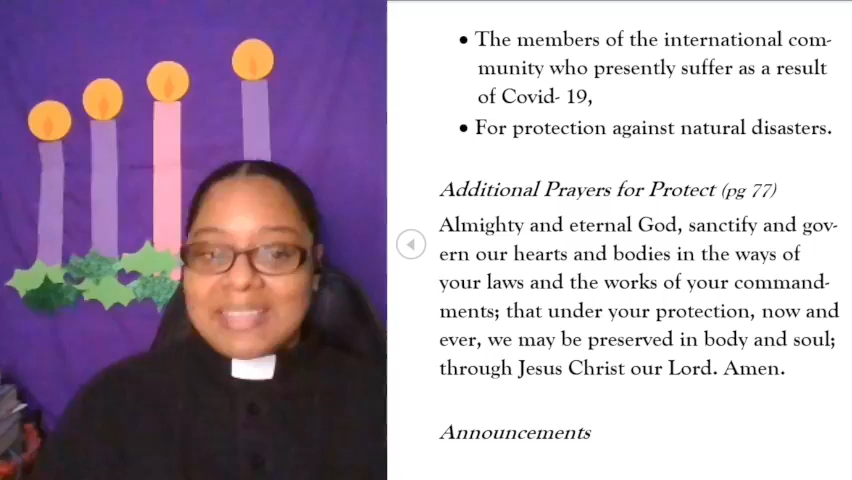 • The members of the international com-
munity who presently suffer as a result
of Covid- 19,
• For protection against natural disasters.
Additional Prayers for Protect (pg 77)
Almighty and eternal God, sanctify and gov-
ern our hearts and bodies in the ways of
your laws and the works of your command-
ments; that under your protection, now and
ever, we may be preserved in body and soul;
through Jesus Christ our Lord. Amen.
Announcements